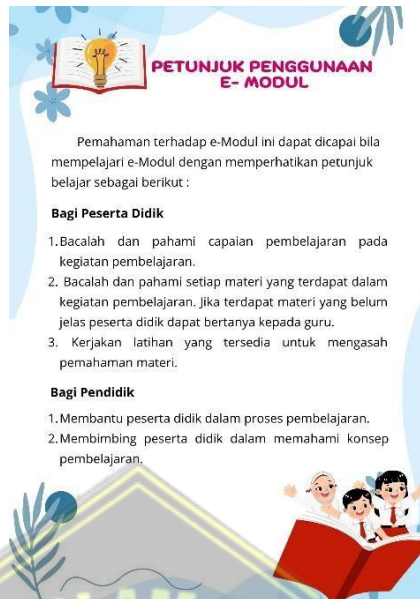 PETUNJUK PENGGUNAAN
E- MODUL
Pemahaman terhadap e-Modul ini dapat dicapai bila
mempelajari e-Modul dengan memperhatikan petunjuk
belajar sebagai berikut :
Bagi Peserta Didik
1. Bacalah dan pahami capaian pembelajaran pada
kegiatan pembelajaran.
2. Bacalah dan pahami setiap materi yang terdapat dalam
kegiatan pembelajaran. Jika terdapat materi yang belum
jelas peserta didik dapat bertanya kepada guru.
3. Kerjakan latihan yang tersedia untuk mengasah
pemahaman materi.
Bagi Pendidik
1. Membantu peserta didik dalam proses pembelajaran.
2. Membimbing peserta didik dalam memahami konsep
pembelajaran.